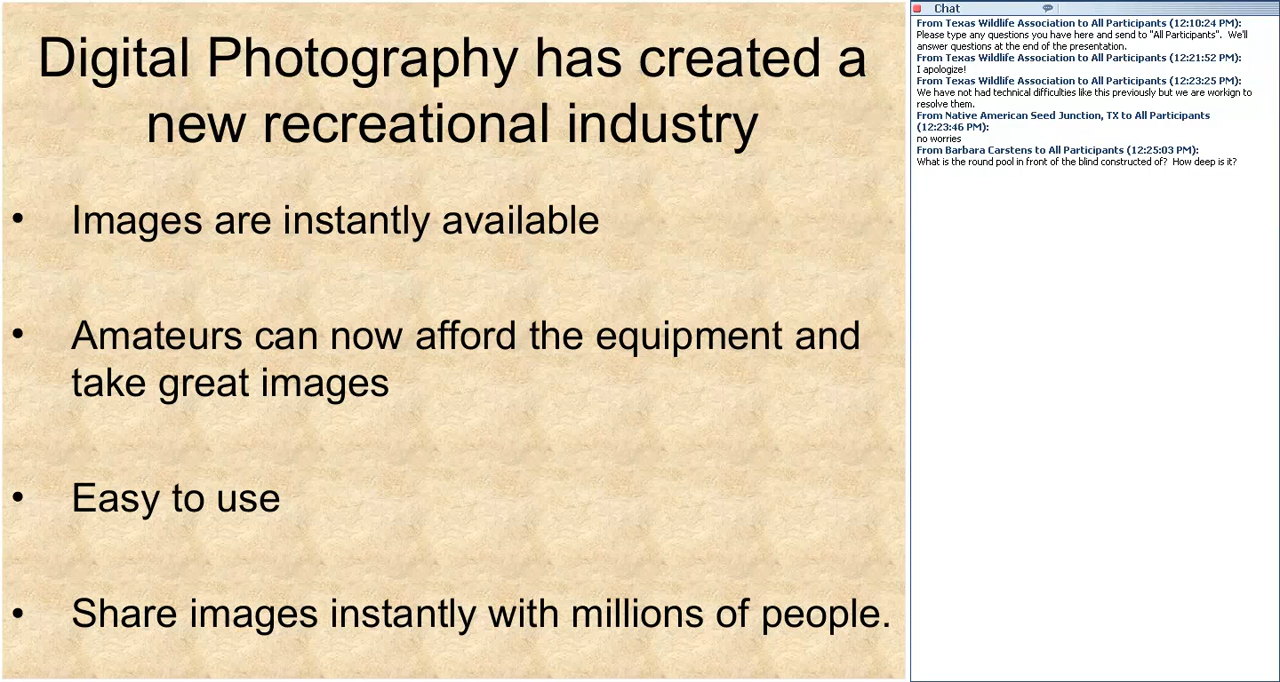 Digital Photography has created a
new recreational industry
• Images are instantly available
• Amateurs can now afford the equipment and
take great images
• Easy to use
• Share images instantly with millions of people.
Chat
From Texas Wildlife Association to All Participants (12:10:24 PM):
Please type any questions you have here and send to "All Participants". We'll
answer questions at the end of the presentation.
From Texas Wildlife Association to All Participants (12:21:52 PM):
I apologize!
From Texas Wildlife Association to All Participants (12:23:25 PM):
We have not had technical difficulties like this previously but we are workign to
resolve them.
From Native American Seed Junction, TX to All Participants
(12:23:46 PM):
no worries
From Barbara Carstens to All Participants (12:25:03 PM):
What is the round pool in front of the blind constructed of? How deep is it?